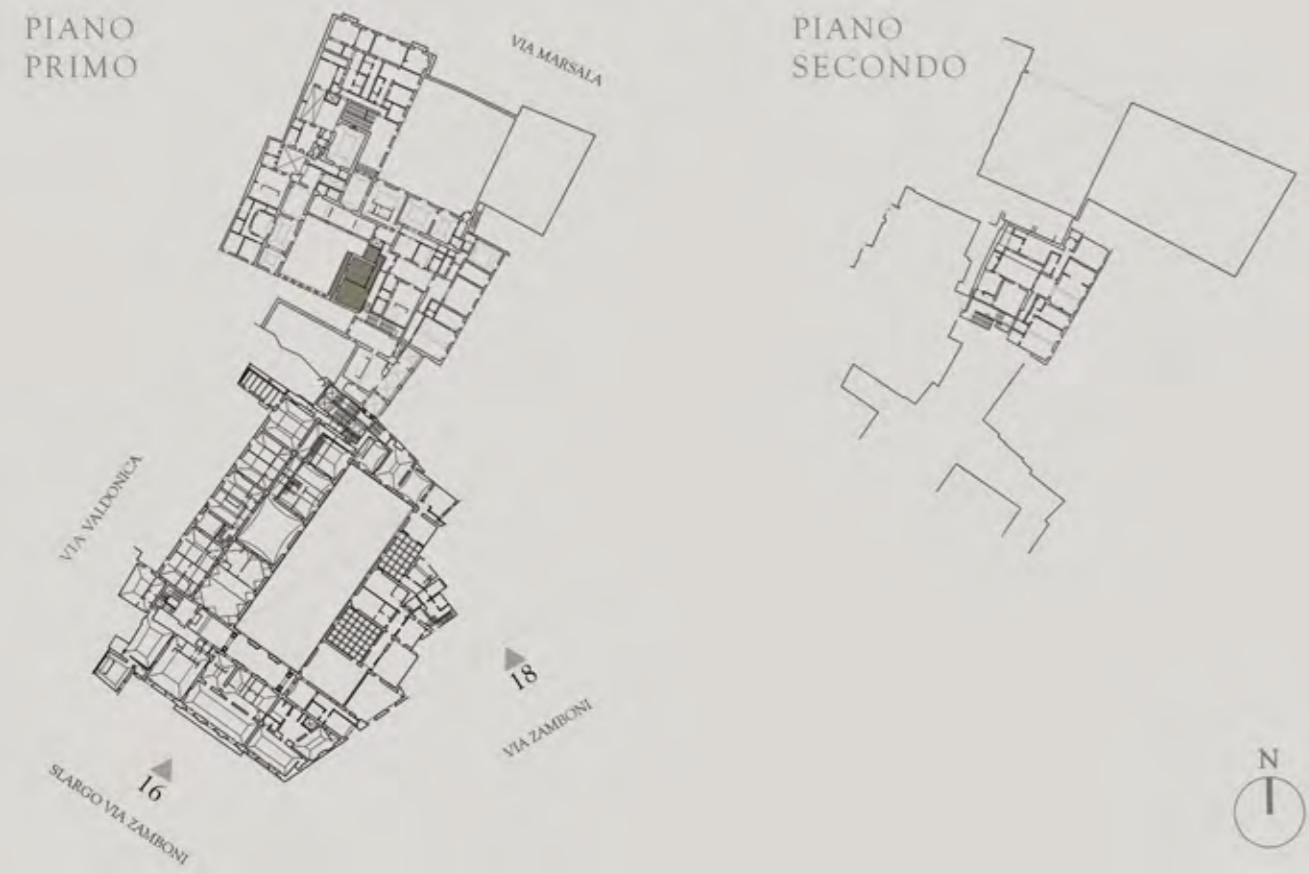 PIANO
PRIMO
VIA MARSALA
PIANO
SECONDO
VIA VALDONICA
18
VIA ZAMBONI
16
SLARGO VIA ZAMBONI
N